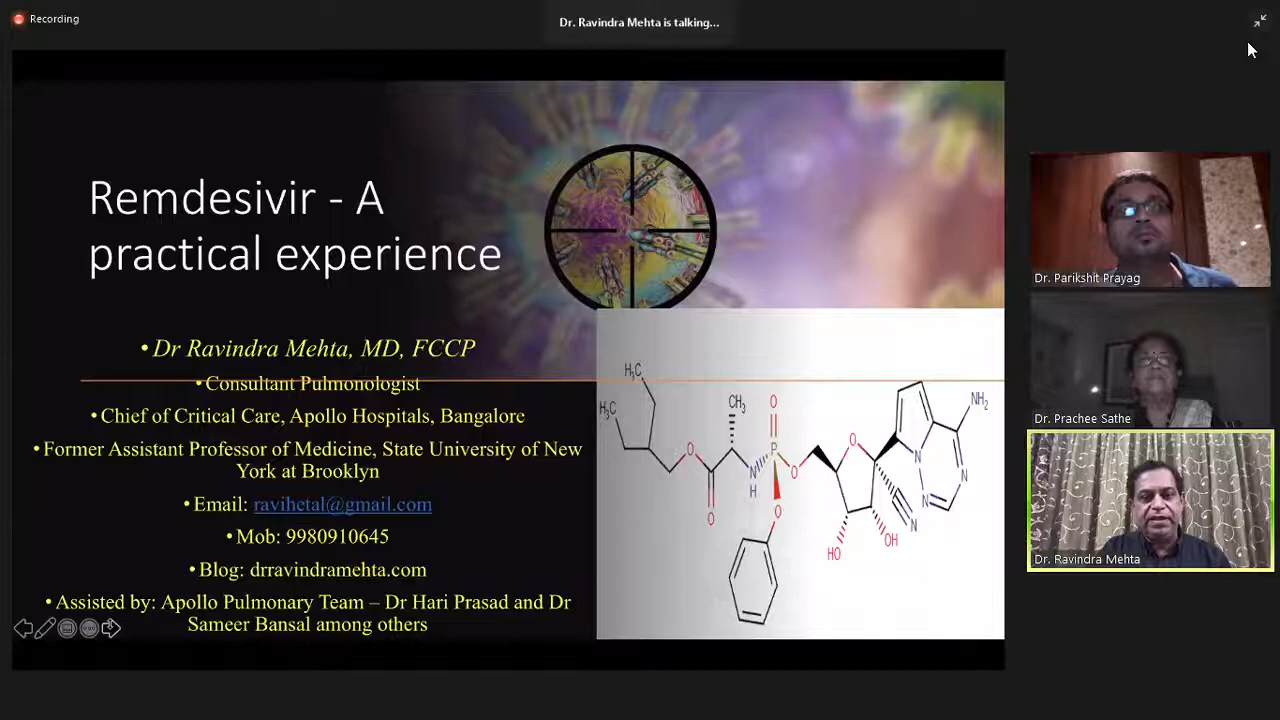 Recording
Dr. Ravindra Mehta is talking...
Remdesivir - A
practical experience
•Dr Ravindra Mehta, MD, FCCP
•Consultant Pulmonologist
•Chief of Critical Care, Apollo Hospitals, Bangalore
•Former Assistant Professor of Medicine, State University of New
York at Brooklyn
•Email: ravihetal@gmail.com
•Mob: 9980910645
•Blog: drravindramehta.com
•Assisted by: Apollo Pulmonary Team – Dr Hari Prasad and Dr
Sameer Bansal among others
H₃C
H₃C
CH₃
O
NH₂
O
O
P
N
H
O
N
N
N
O
O
N
HO
OH
Dr. Parikshit Prayag
Dr. Prachee Sathe
Dr. Ravindra Mehta